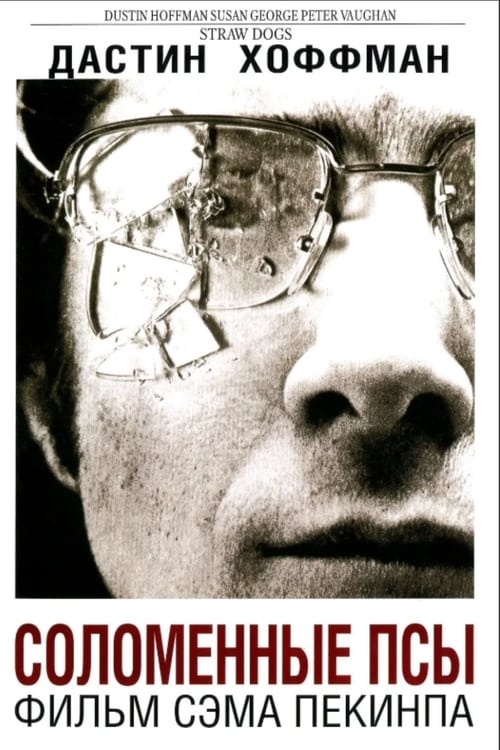 DUSTIN HOFFMAN SUSAN GEORGE PETER VAUGHAN
STRAW DOGS
ДАСТИН ХОФФМАН
СОЛОМЕННЫЕ ПСЫ
ФИЛЬМ СЭМА ПЕКИНПА